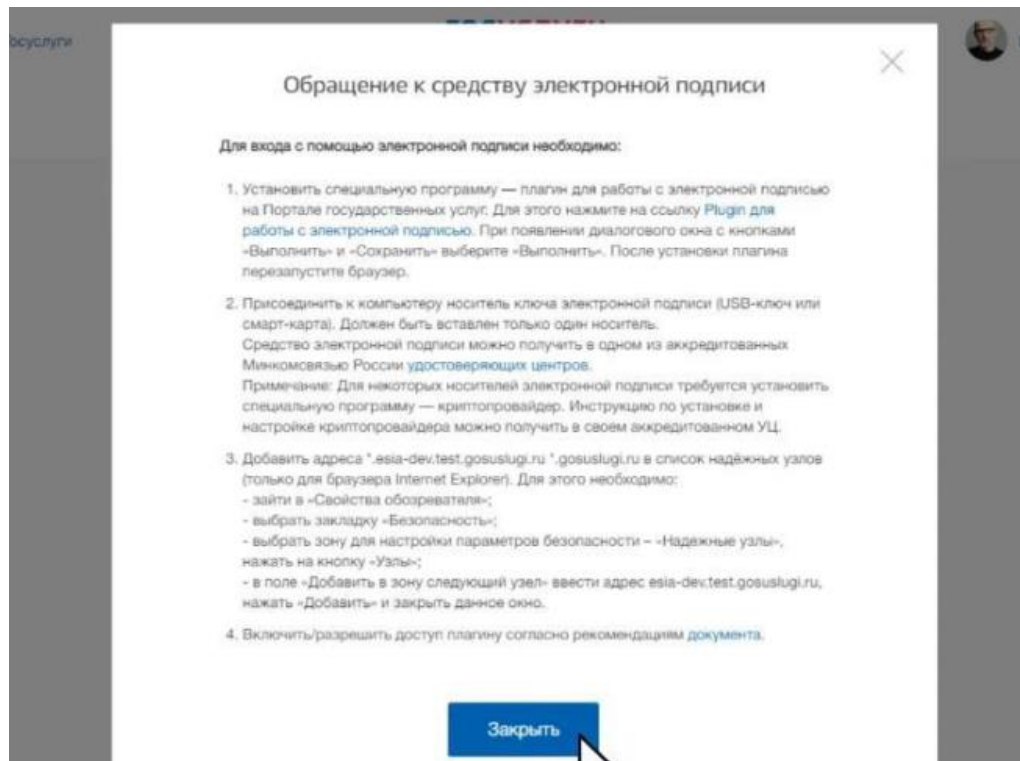 Обращение к средству электронной подписи
Для входа с помощью электронной подписи необходимо:
1. Установить специальную программу — плагин для работы с электронной подписью
на Портале государственных услуг. Для этого нажмите на ссылку Plugin для
работы с электронной подписью. При появлении диалогового окна с кнопками
«Выполнить» и «Сохранить» выберите «Выполнить». После установки плагина
перезапустите браузер.
2. Присоединить к компьютеру носитель ключа электронной подписи (USB-ключ или
смарт-карта). Должен быть вставлен только один носитель.
Средство электронной подписи можно получить в одном из аккредитованных
Минкомсвязью России удостоверяющих центров.
Примечание: Для некоторых носителей электронной подписи требуется установить
специальную программу — криптопровайдер. Инструкцию по установке и
настройке криптопровайдера можно получить в своем аккредитованном УЦ.
3. Добавить адреса *.esia-dev.test.gosuslugi.ru *.gosuslugi.ru в список надёжных узлов
(только для браузера Internet Explorer). Для этого необходимо:
- зайти в «Свойства обозревателя»;
- выбрать закладку «Безопасность»;
- выбрать зону для настройки параметров безопасности – «Надежные узлы»,
нажать на кнопку «Узлы»;
- в поле «Добавить в зону следующий узел» ввести адрес esia-dev.test.gosuslugi.ru,
нажать «Добавить» и закрыть данное окно.
4. Включить/разрешить доступ плагину согласно рекомендациям документа.
Закрыть